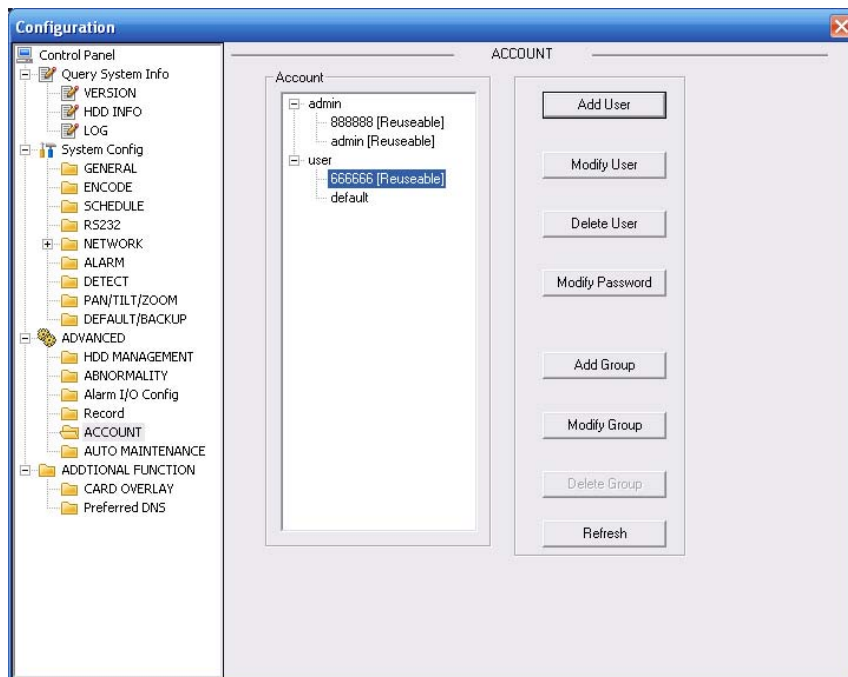 Configuration
Control Panel
Query System Info
VERSION
HDD INFO
LOG
System Config
GENERAL
ENCODE
SCHEDULE
RS232
NETWORK
ALARM
DETECT
PAN/TILT/ZOOM
DEFAULT/BACKUP
ADVANCED
HDD MANAGEMENT
ABNORMALITY
Alarm I/O Config
Record
ACCOUNT
AUTO MAINTENANCE
ADDTIONAL FUNCTION
CARD OVERLAY
Preferred DNS
ACCOUNT
Account
admin
888888 [Reuseable]
admin [Reuseable]
user
666666 [Reuseable]
default
Add User
Modify User
Delete User
Modify Password
Add Group
Modify Group
Delete Group
Refresh